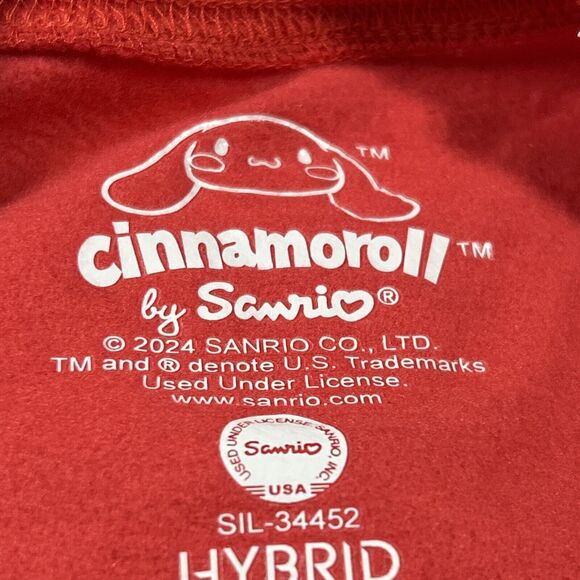 TM
cinnamoroll TM
by Sanrio ®
© 2024 SANRIO CO., LTD.
TM and ® denote U.S. Trademarks
Used Under License.
www.sanrio.com
USED UNDER LICENSE SANRIO, INC.
Sanrio
USA
SIL-34452
HYBRID